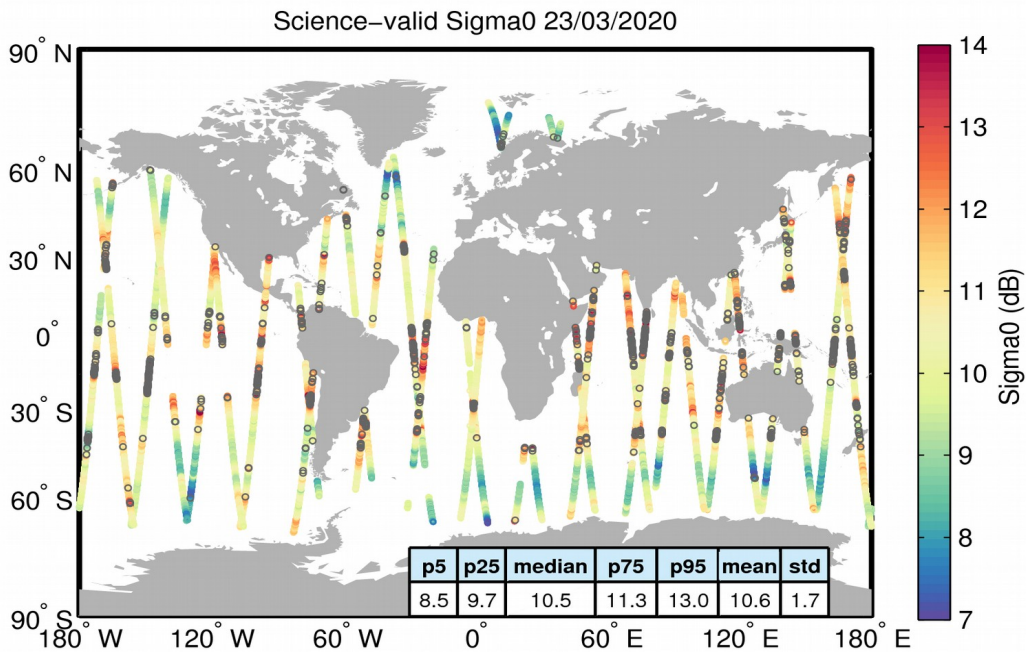 Science−valid Sigma0 23/03/2020
90° N
60° N
30° N
0°
30° S
60° S
90° S
180° W
120° W
60° W
0°
60° E
120° E
180° E
p5 p25 median p75 p95 mean std
8.5 9.7 10.5 11.3 13.0 10.6 1.7
14
13
12
11
10
9
8
7
Sigma0 (dB)